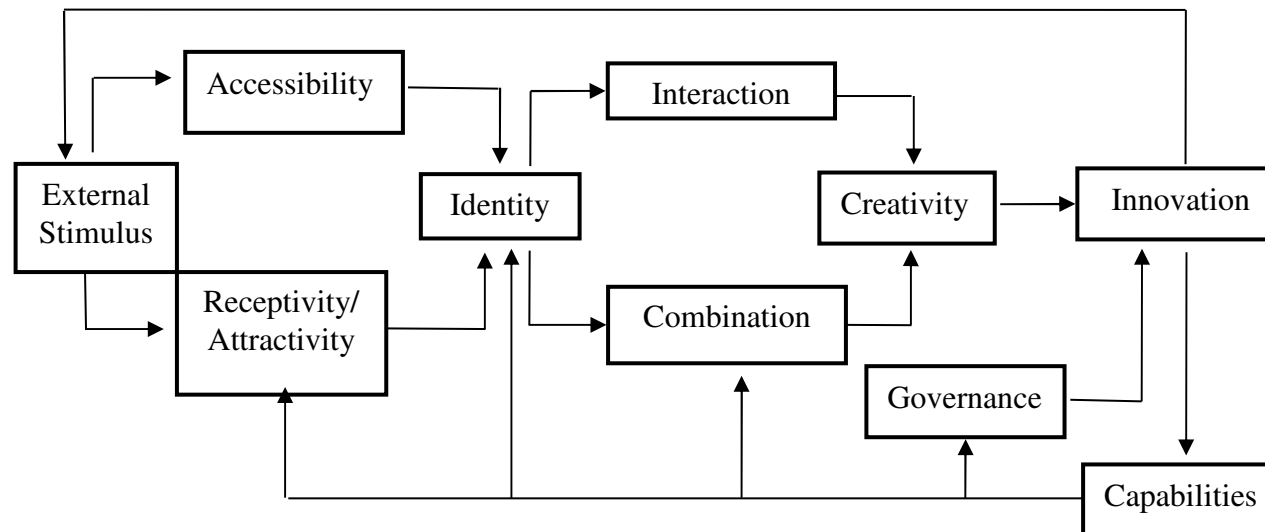 Accessibility
Interaction
External
Stimulus
Identity
Creativity
Innovation
Receptivity/
Attractivity
Combination
Governance
Capabilities